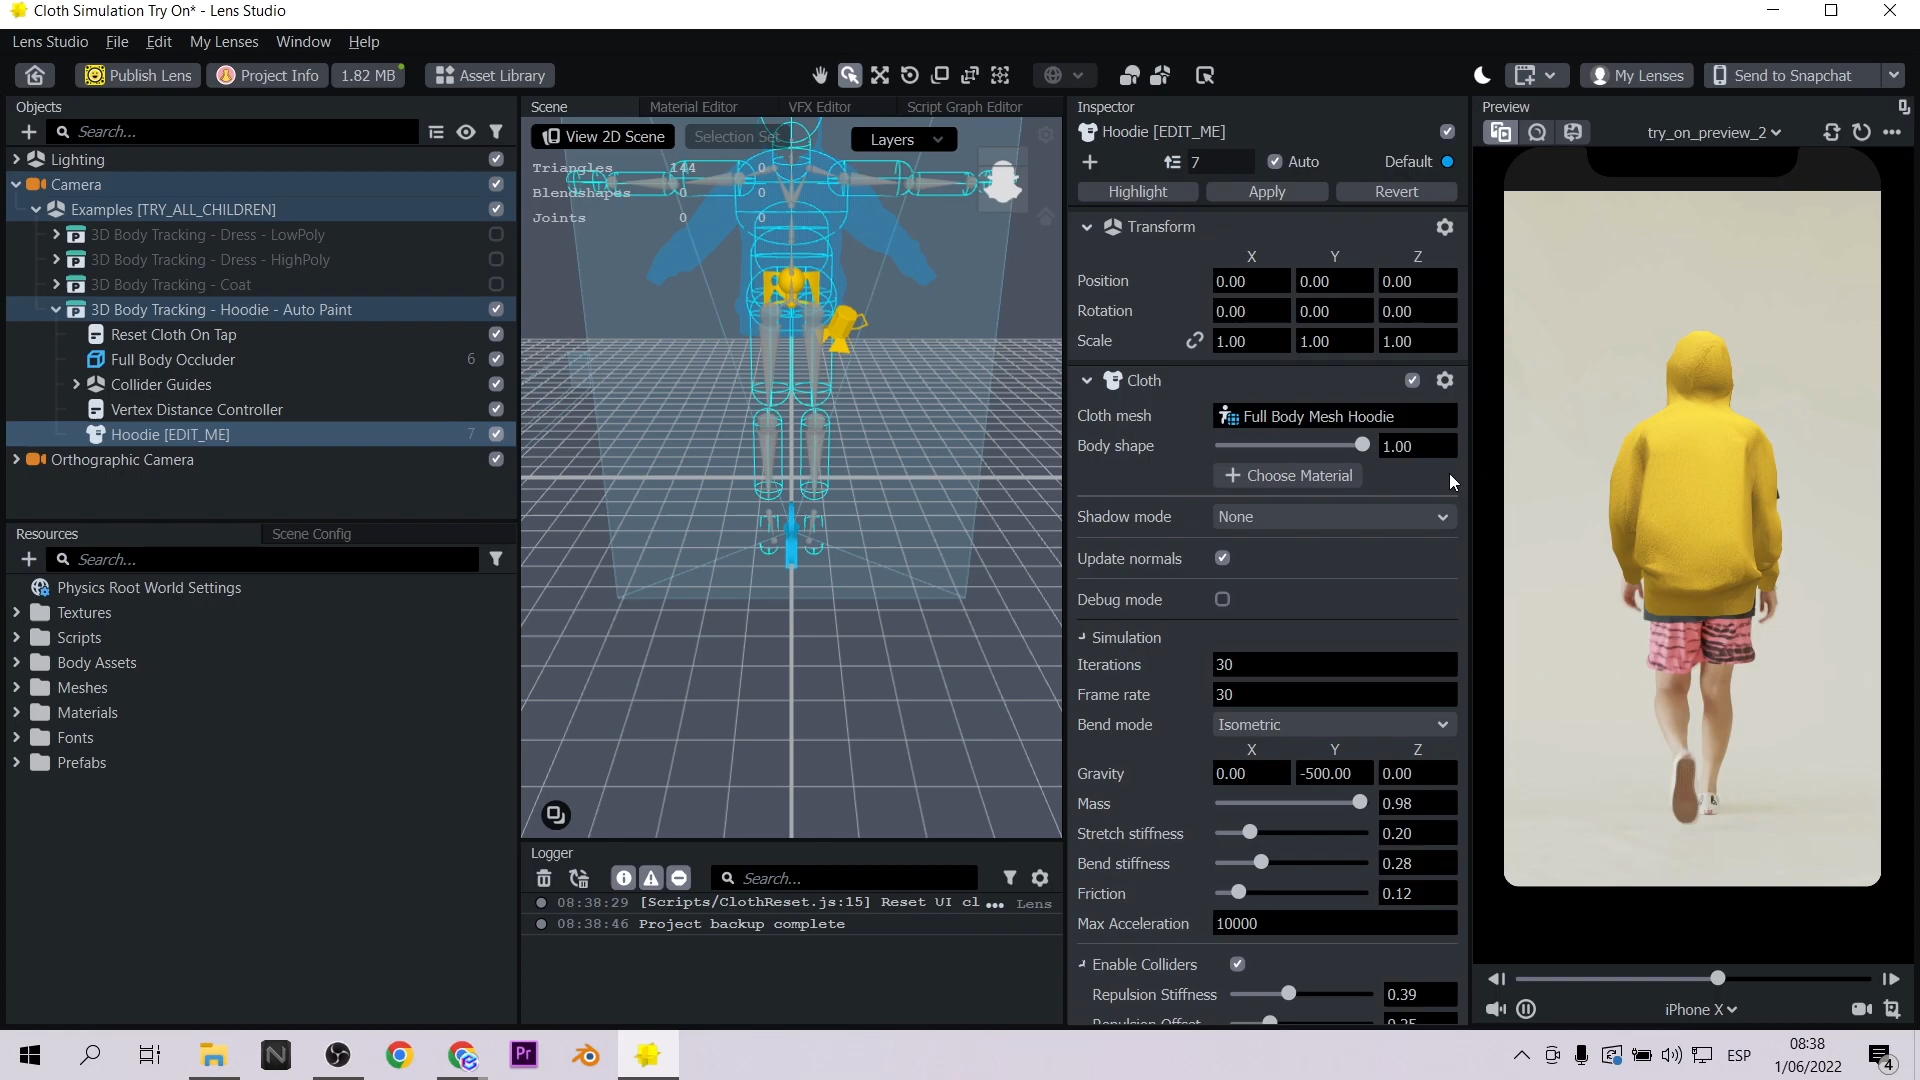 Cloth Simulation Try On* - Lens Studio
Lens Studio File Edit My Lenses Window Help
Publish Lens Project Info 1.82 MB Asset Library My Lenses Send to Snapchat
Objects
Search...
Lighting
Camera
Examples [TRY_ALL_CHILDREN]
3D Body Tracking - Dress - LowPoly
3D Body Tracking - Dress - HighPoly
3D Body Tracking - Coat
3D Body Tracking - Hoodie - Auto Paint
Reset Cloth On Tap
Full Body Occluder 6
Collider Guides
Vertex Distance Controller
Hoodie [EDIT_ME] 7
Orthographic Camera
Resources Scene Config
Search...
Physics Root World Settings
Textures
Scripts
Body Assets
Meshes
Materials
Fonts
Prefabs
Scene Material Editor VFX Editor Script Graph Editor
View 2D Scene Selection Set Layers
Triangles 144 0
Blendshapes 0 0
Joints 0 0
Logger
Search...
08:38:29 [Scripts/ClothReset.js:15] Reset UI cl ... Lens
08:38:46 Project backup complete
Inspector
Hoodie [EDIT_ME]
7 Auto Default
Highlight Apply Revert
Transform
X Y Z
Position 0.00 0.00 0.00
Rotation 0.00 0.00 0.00
Scale 1.00 1.00 1.00
Cloth
Cloth mesh Full Body Mesh Hoodie
Body shape 1.00
+ Choose Material
Shadow mode None
Update normals
Debug mode
Simulation
Iterations 30
Frame rate 30
Bend mode Isometric
X Y Z
Gravity 0.00 -500.00 0.00
Mass 0.98
Stretch stiffness 0.20
Bend stiffness 0.28
Friction 0.12
Max Acceleration 10000
Enable Colliders
Repulsion Stiffness 0.39
Repulsion Offset 0.25
Preview
try_on_preview_2
iPhone X
N Pr ESP
08:38
1/06/2022
4